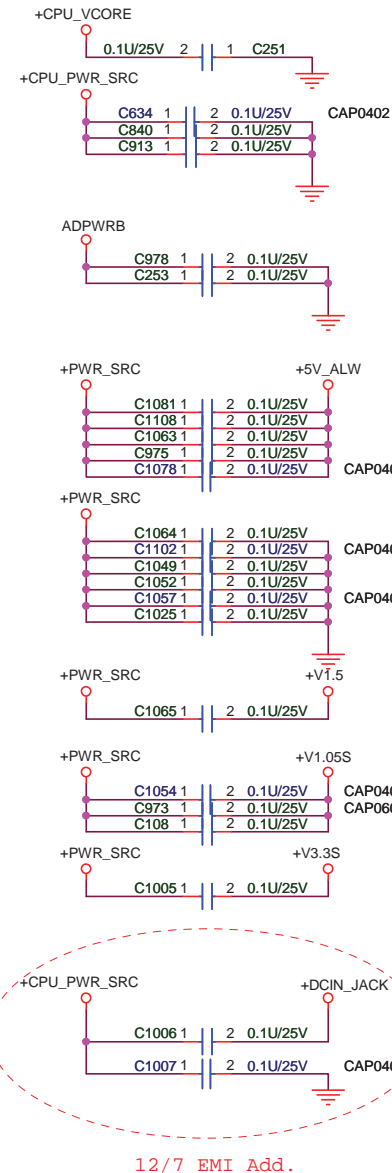 +CPU_VCORE
0.1U/25V 2 1 C251
+CPU_PWR_SRC
C634 1 2 0.1U/25V CAP0402
C840 1 2 0.1U/25V
C913 1 2 0.1U/25V
ADPWRB
C978 1 2 0.1U/25V
C253 1 2 0.1U/25V
+PWR_SRC +5V_ALW
C1081 1 2 0.1U/25V
C1108 1 2 0.1U/25V
C1063 1 2 0.1U/25V
C975 1 2 0.1U/25V
C1078 1 2 0.1U/25V CAP040
+PWR_SRC
C1064 1 2 0.1U/25V
C1102 1 2 0.1U/25V CAP040
C1049 1 2 0.1U/25V
C1052 1 2 0.1U/25V
C1057 1 2 0.1U/25V CAP040
C1025 1 2 0.1U/25V
+PWR_SRC +V1.5
C1065 1 2 0.1U/25V
+PWR_SRC +V1.05S
C1054 1 2 0.1U/25V CAP040
C973 1 2 0.1U/25V CAP060
C108 1 2 0.1U/25V
+PWR_SRC +V3.3S
C1005 1 2 0.1U/25V
+CPU_PWR_SRC +DCIN_JACK
C1006 1 2 0.1U/25V
C1007 1 2 0.1U/25V CAP040
12/7 EMI Add.